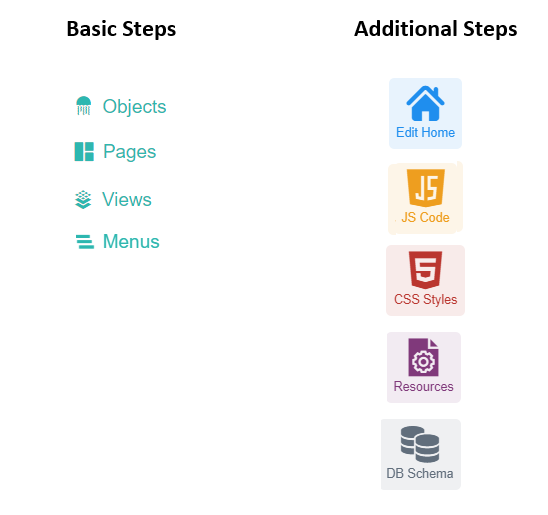 Basic Steps
Objects
Pages
Views
Menus
Additional Steps
Edit Home
JS
JS Code
5
CSS Styles
Resources
DB Schema